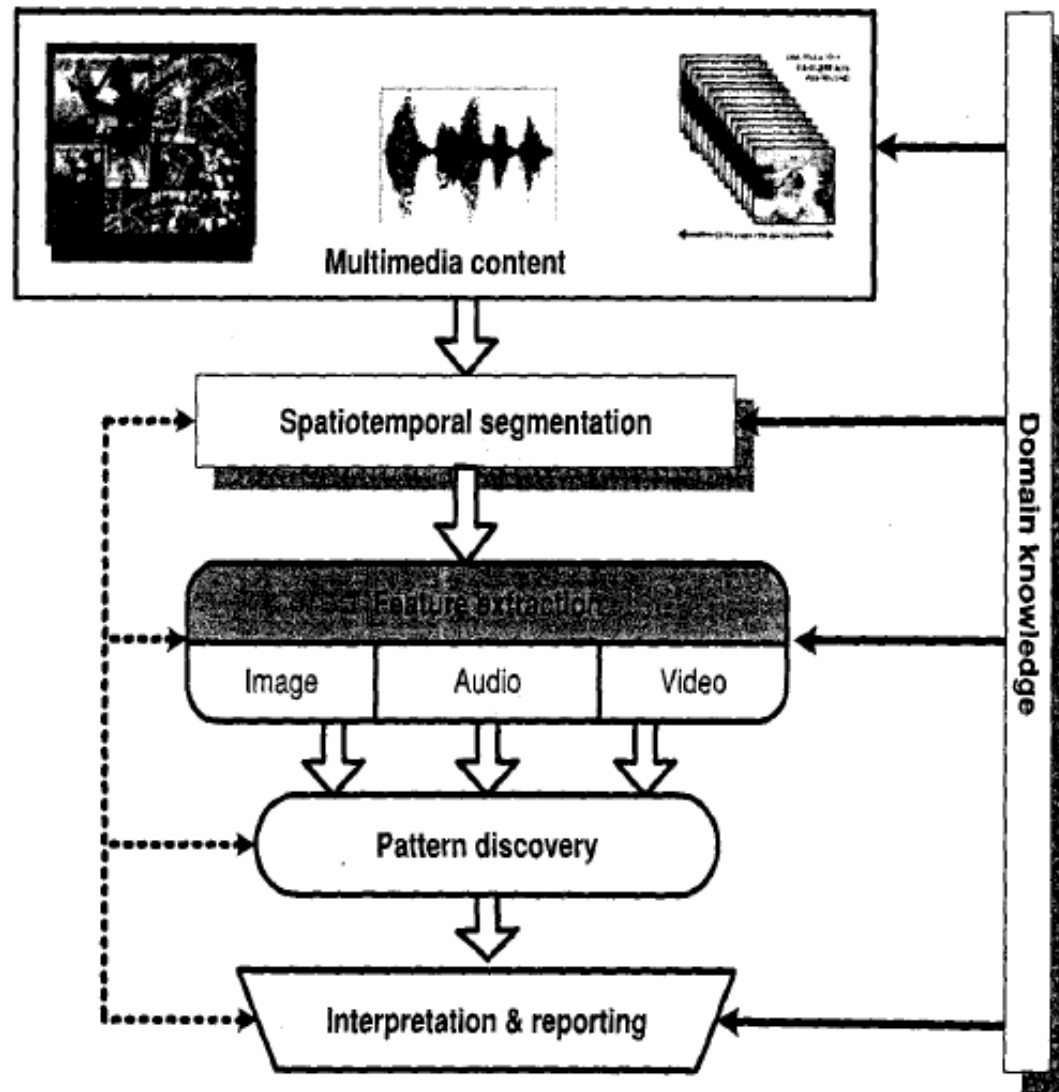 Multimedia content
Spatiotemporal segmentation
Feature extraction
Image
Audio
Video
Pattern discovery
Interpretation & reporting
Domain knowledge